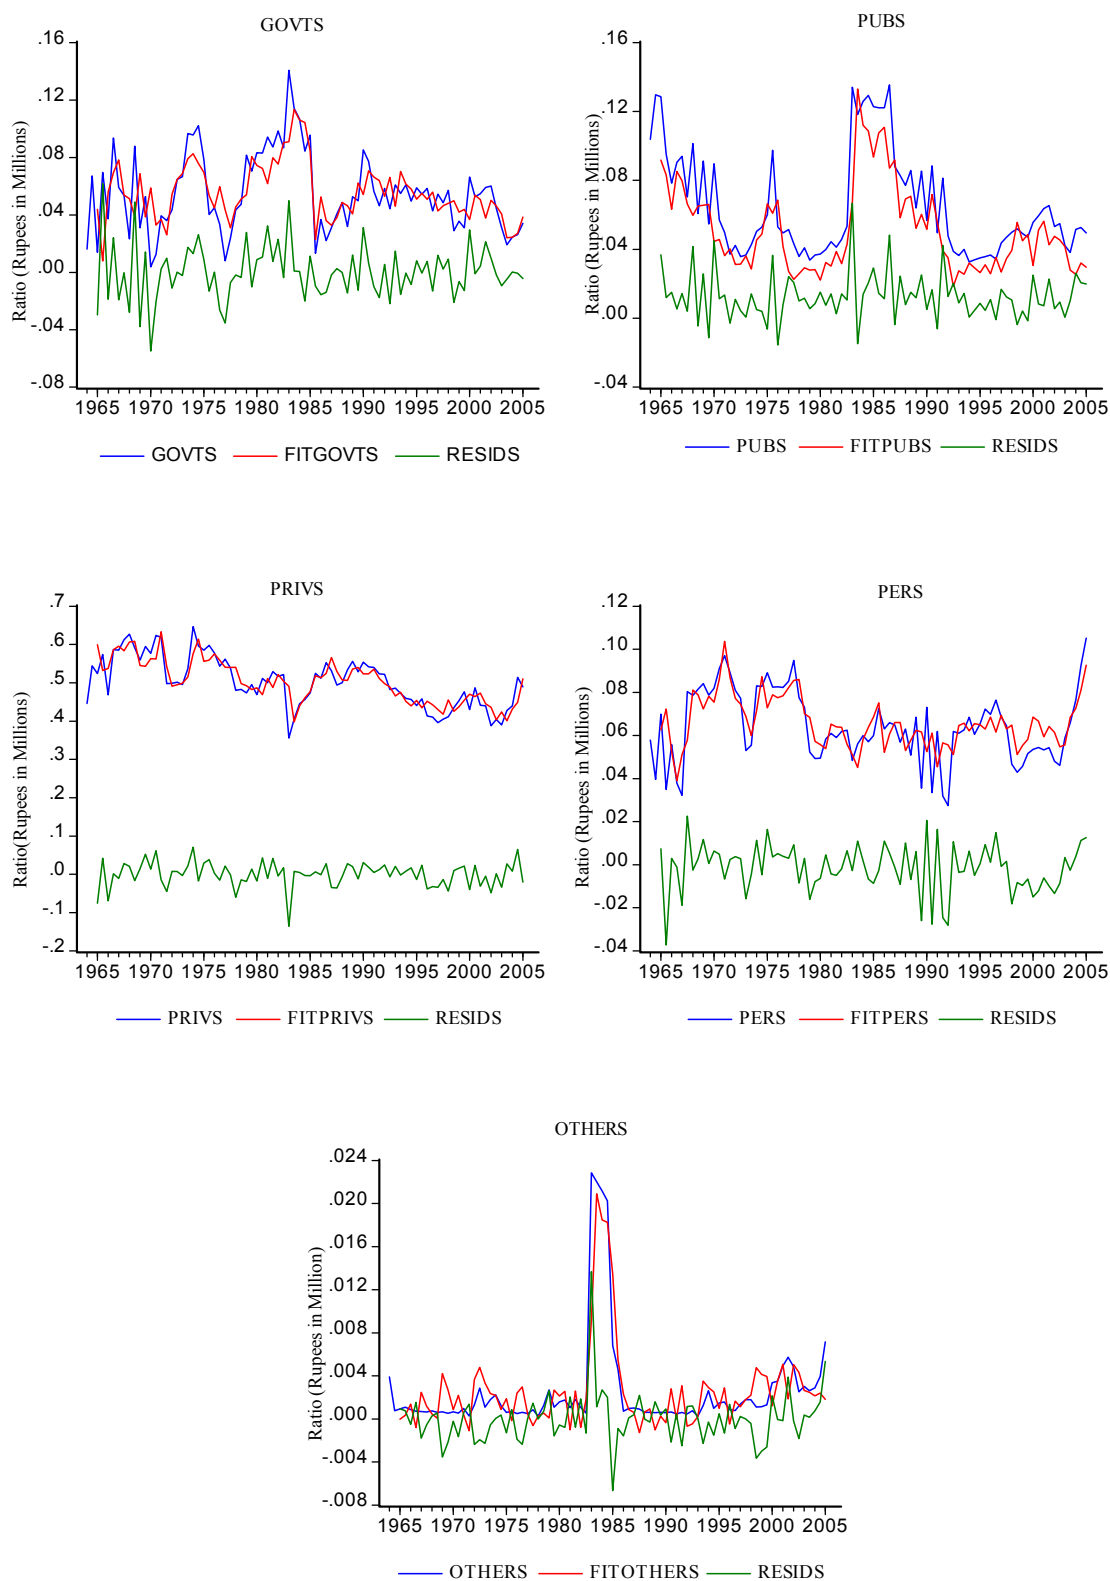 GOVTS
.16
.12
.08
.04
.00
-.04
-.08
Ratio (Rupees in Millions)
1965 1970 1975 1980 1985 1990 1995 2000 2005
GOVTS FITGOVTS RESIDS
PUBS
.16
.12
.08
.04
.00
-.04
Ratio (Rupees in Millions)
1965 1970 1975 1980 1985 1990 1995 2000 2005
PUBS FITPUBS RESIDS
PRIVS
.7
.6
.5
.4
.3
.2
.1
.0
-.1
-.2
Ratio(Rupees in Millions)
1965 1970 1975 1980 1985 1990 1995 2000 2005
PRIVS FITPRIVS RESIDS
PERS
.12
.10
.08
.06
.04
.02
.00
-.02
-.04
Ratio (Rupees in Millions)
1965 1970 1975 1980 1985 1990 1995 2000 2005
PERS FITPERS RESIDS
OTHERS
.024
.020
.016
.012
.008
.004
.000
-.004
-.008
Ratio (Rupees in Million)
1965 1970 1975 1980 1985 1990 1995 2000 2005
OTHERS FITOTHERS RESIDS